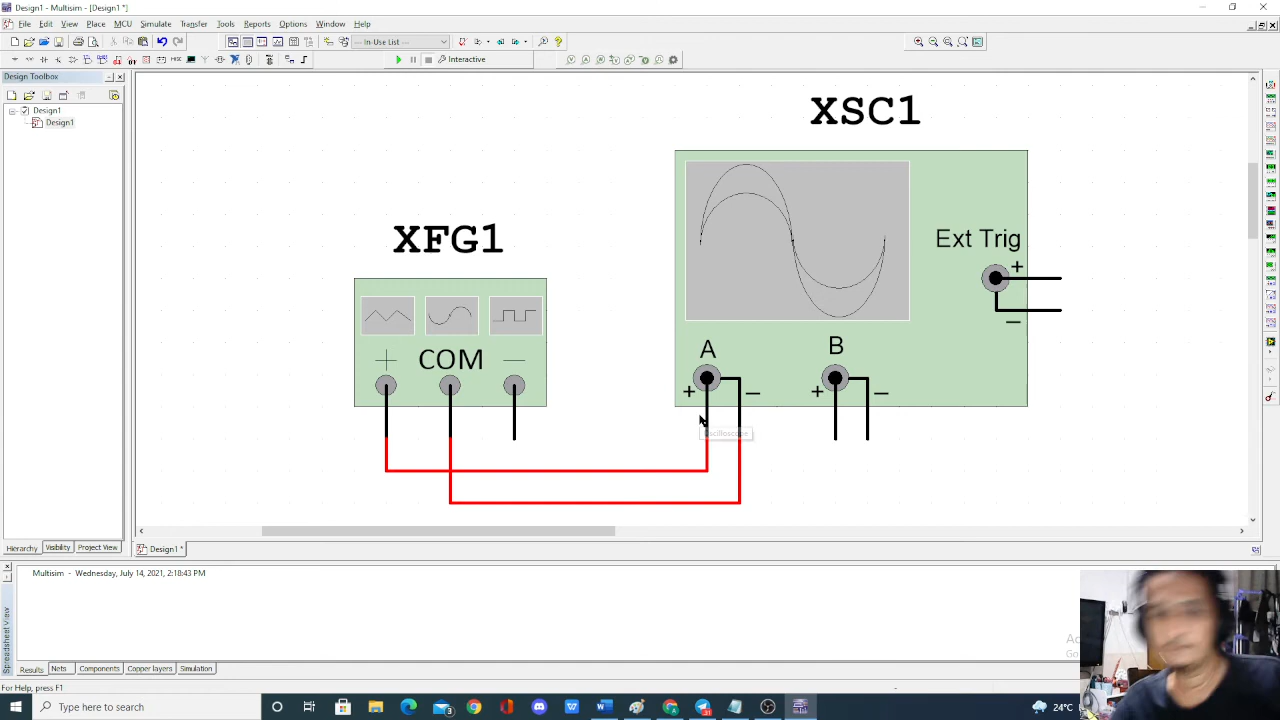 Design1 - Multisim - [Design1 *]
File Edit View Place MCU Simulate Transfer Tools Reports Options Window Help
--- In-Use List ---
Interactive
Design Toolbox
Design1
Design1
XSC1
XFG1
Ext Trig
+
–
+ COM –
A
B
+ – + –
Oscilloscope
Hierarchy Visibility Project View
Design1 *
Multisim - Wednesday, July 14, 2021, 2:18:43 PM
Spreadsheet View
Results Nets Components Copper layers Simulation
For Help, press F1
-
Type here to search
24°C